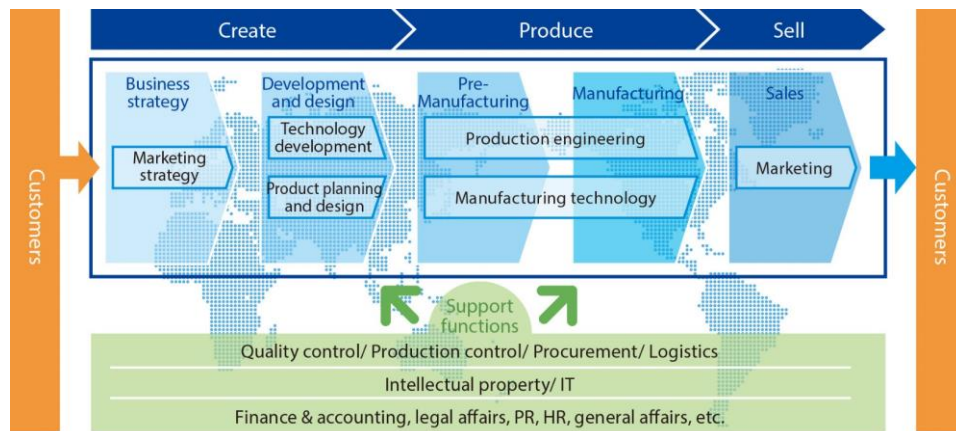 Create
Produce
Sell
Customers
Business
strategy
Marketing
strategy
Development
and design
Technology
development
Product planning
and design
Pre-
Manufacturing
Manufacturing
Production engineering
Manufacturing technology
Sales
Marketing
Customers
Support
functions
Quality control/ Production control/ Procurement/ Logistics
Intellectual property/ IT
Finance & accounting, legal affairs, PR, HR, general affairs, etc.